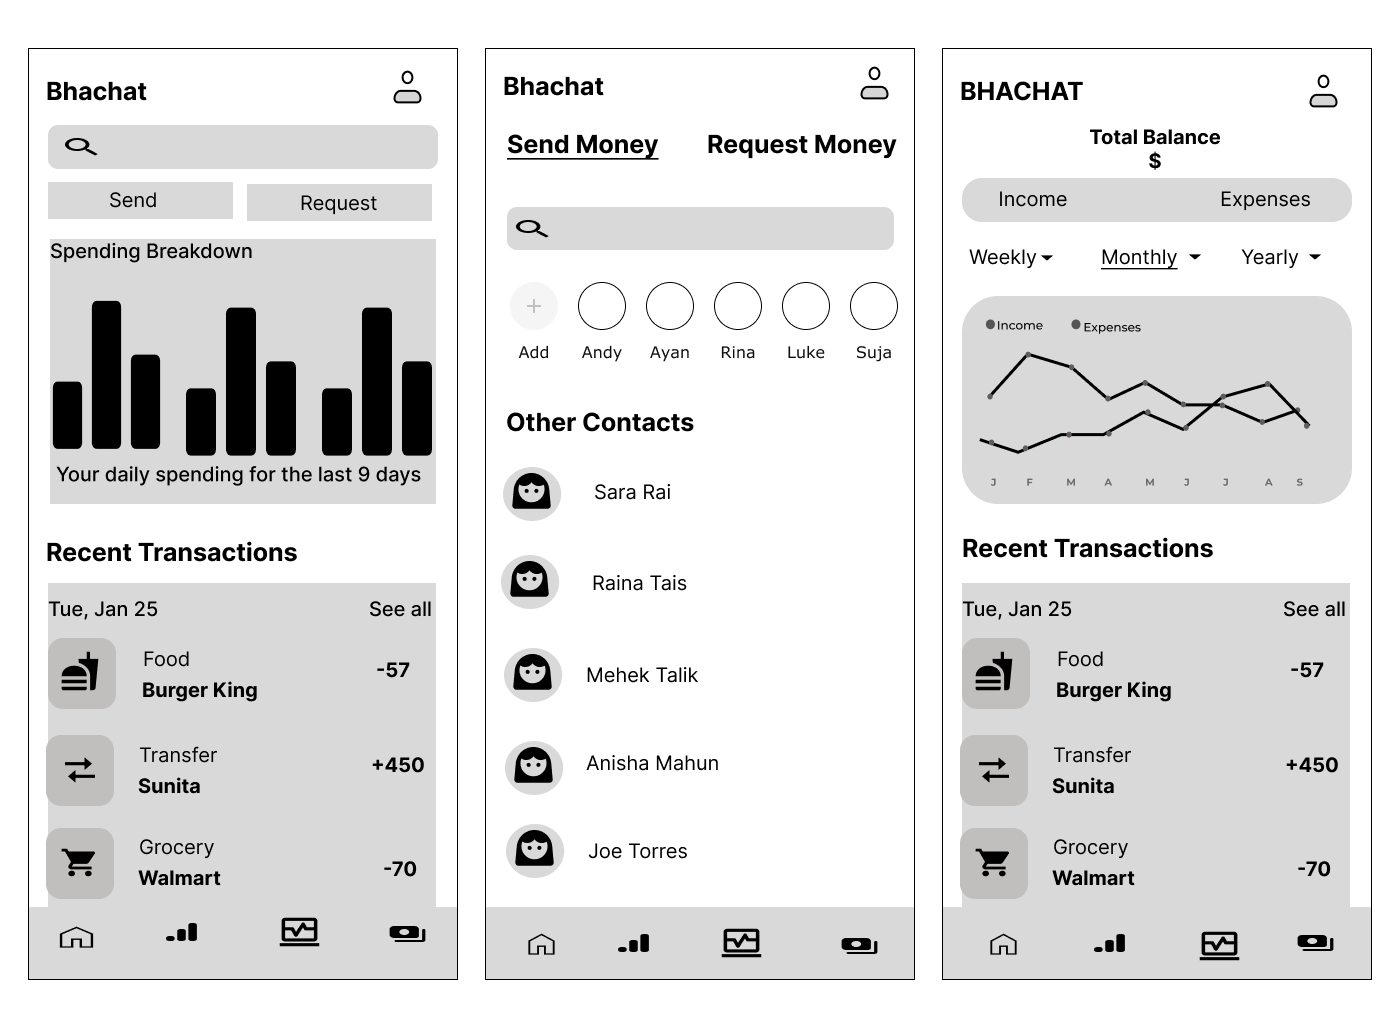 Bhachat
Send
Request
Spending Breakdown
Your daily spending for the last 9 days
Recent Transactions
Tue, Jan 25
See all
Food
Burger King
-57
Transfer
Sunita
+450
Grocery
Walmart
-70
Bhachat
Send Money
Request Money
Add
Andy
Ayan
Rina
Luke
Suja
Other Contacts
Sara Rai
Raina Tais
Mehek Talik
Anisha Mahun
Joe Torres
BHACHAT
Total Balance
$
Income
Expenses
Weekly
Monthly
Yearly
Income
Expenses
J F M A M J J A S
Recent Transactions
Tue, Jan 25
See all
Food
Burger King
-57
Transfer
Sunita
+450
Grocery
Walmart
-70